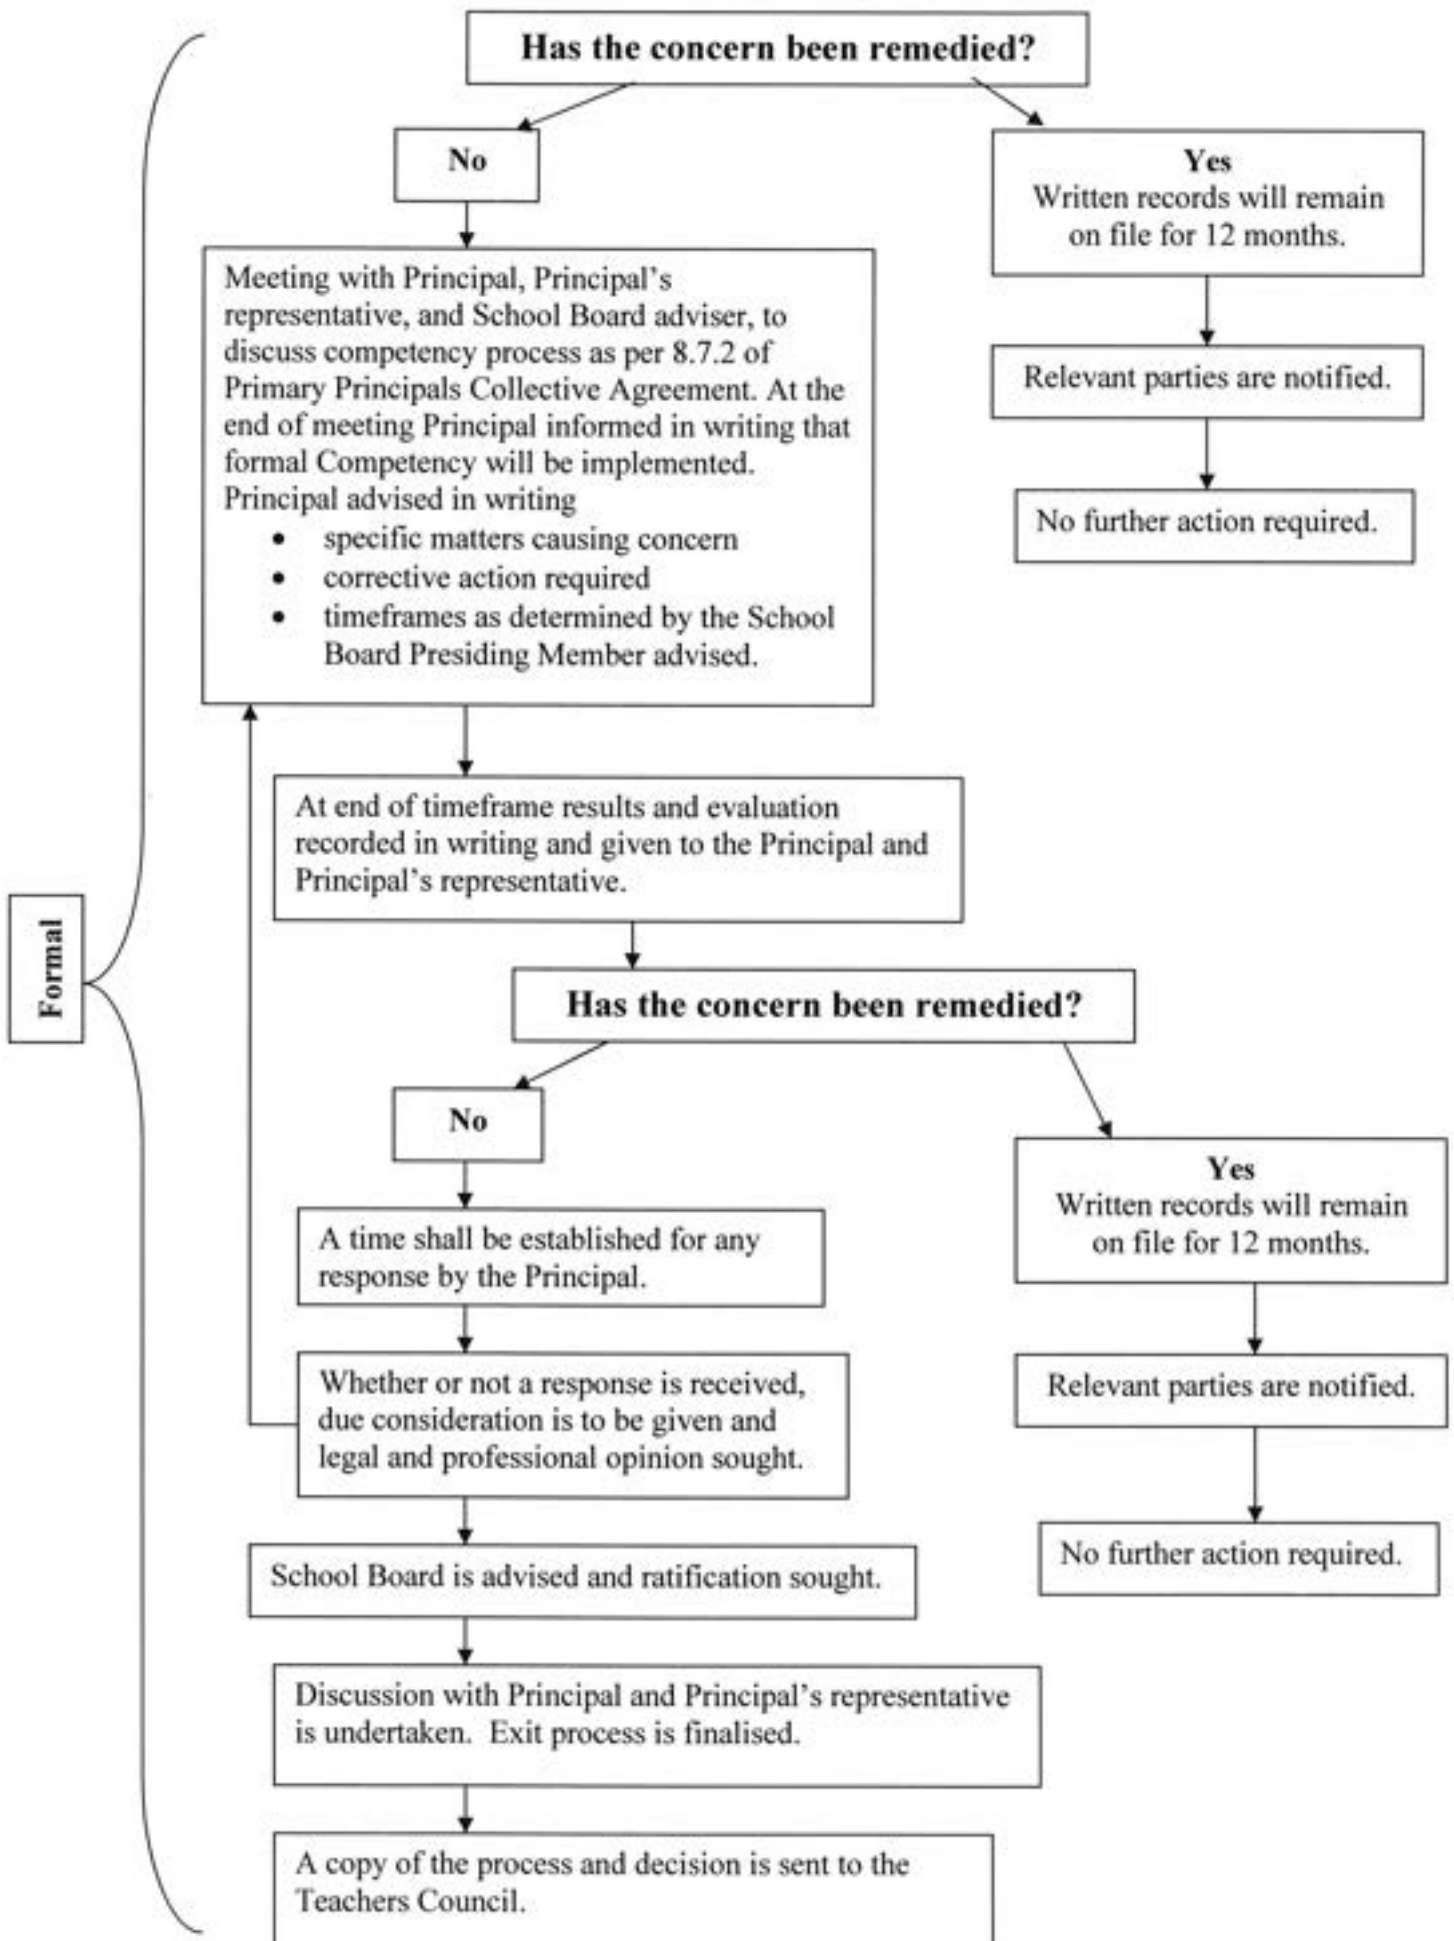 Has the concern been remedied?
No
Yes
Written records will remain
on file for 12 months.
Meeting with Principal, Principal's
representative, and School Board adviser, to
discuss competency process as per 8.7.2 of
Primary Principals Collective Agreement. At the
end of meeting Principal informed in writing that
formal Competency will be implemented.
Principal advised in writing
• specific matters causing concern
• corrective action required
• timeframes as determined by the School
Board Presiding Member advised.
Relevant parties are notified.
No further action required.
At end of timeframe results and evaluation
recorded in writing and given to the Principal and
Principal's representative.
Formal
Has the concern been remedied?
No
Yes
Written records will remain
on file for 12 months.
A time shall be established for any
response by the Principal.
Whether or not a response is received,
due consideration is to be given and
legal and professional opinion sought.
Relevant parties are notified.
School Board is advised and ratification sought.
No further action required.
Discussion with Principal and Principal's representative
is undertaken.  Exit process is finalised.
A copy of the process and decision is sent to the
Teachers Council.